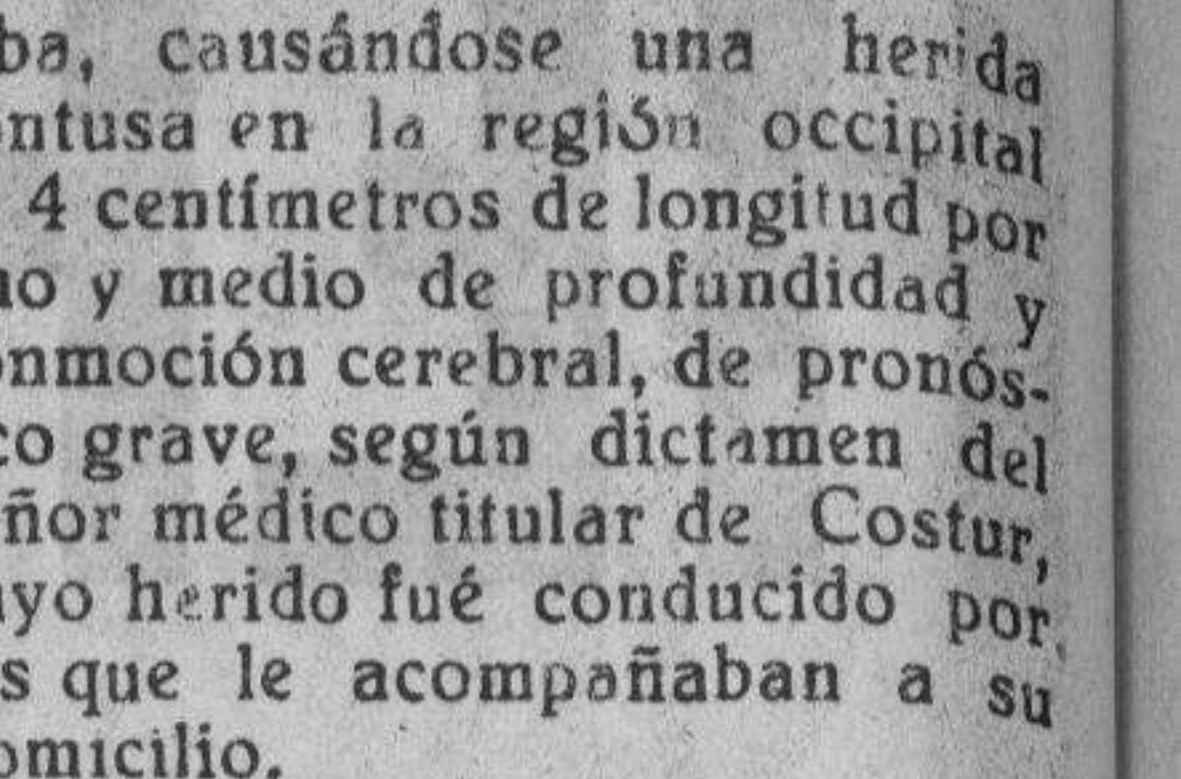 ba, causándose una herida
ntusa en la región occipital
4 centímetros de longitud por
no y medio de profundidad y
onmoción cerebral, de pronós-
co grave, según dictamen del
ñor médico titular de Costur,
uyo herido fué conducido por
s que le acompañaban a su
omicilio.